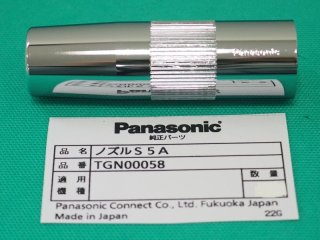 Panasonic
Panasonic
純正パーツ
品名 ノズルS5A
品番 TGN00058
適用 数量
機種
Panasonic Connect Co., Ltd. Fukuoka Japan
Made in Japan 22G